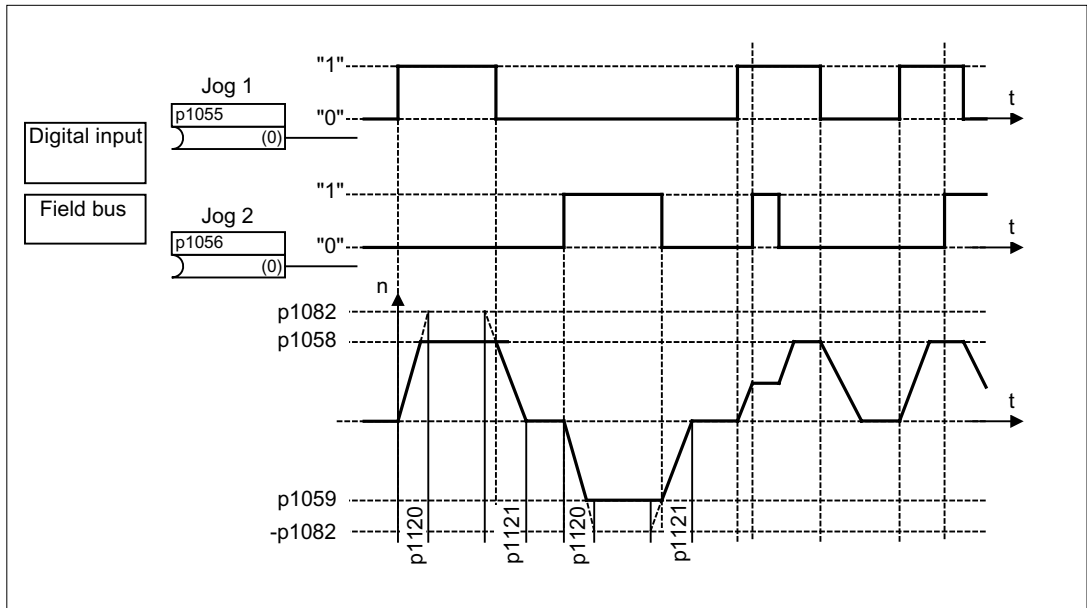 Jog 1
p1055
(0)
Digital input
Field bus
Jog 2
p1056
(0)
"1"
"0"
t
"1"
"0"
t
n
p1082
p1058
t
p1059
-p1082
p1120
p1121
p1120
p1121